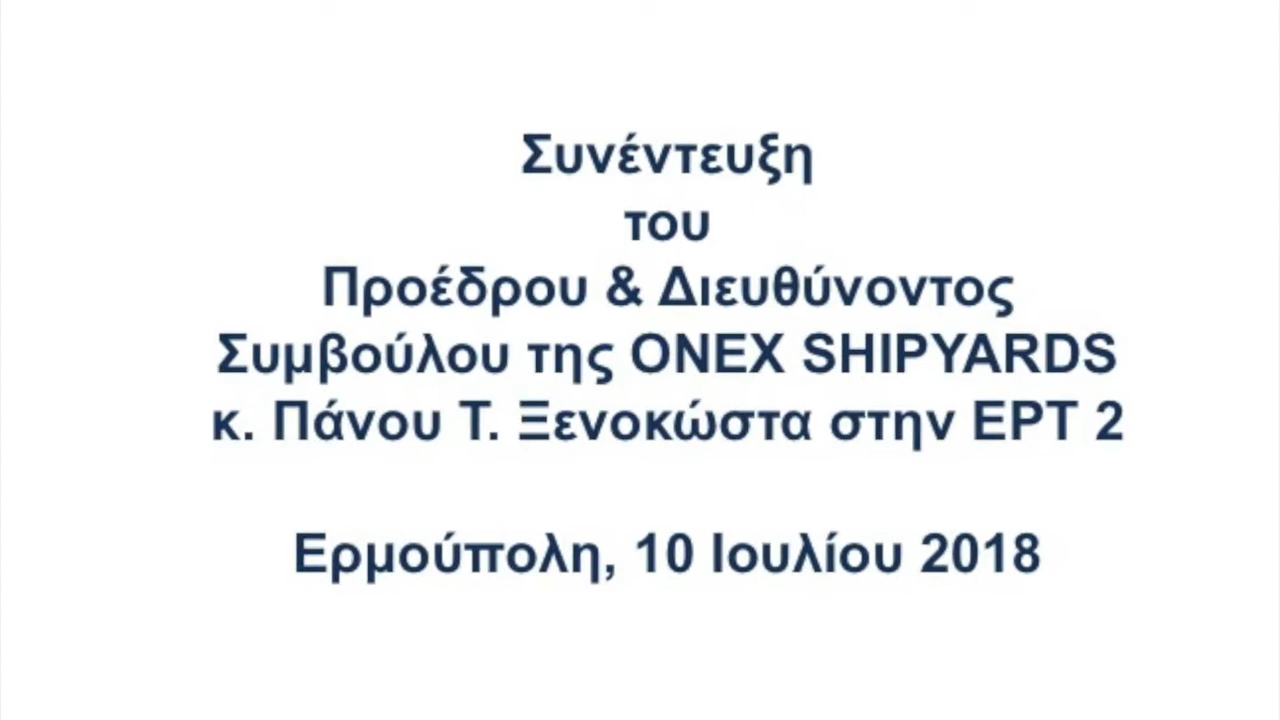 Συνέντευξη
του
Προέδρου & Διευθύνοντος
Συμβούλου της ONEX SHIPYARDS
κ. Πάνου Τ. Ξενοκώστα στην ΕΡΤ 2
Ερμούπολη, 10 Ιουλίου 2018